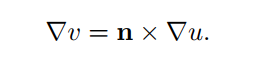 ∇v = n × ∇u.